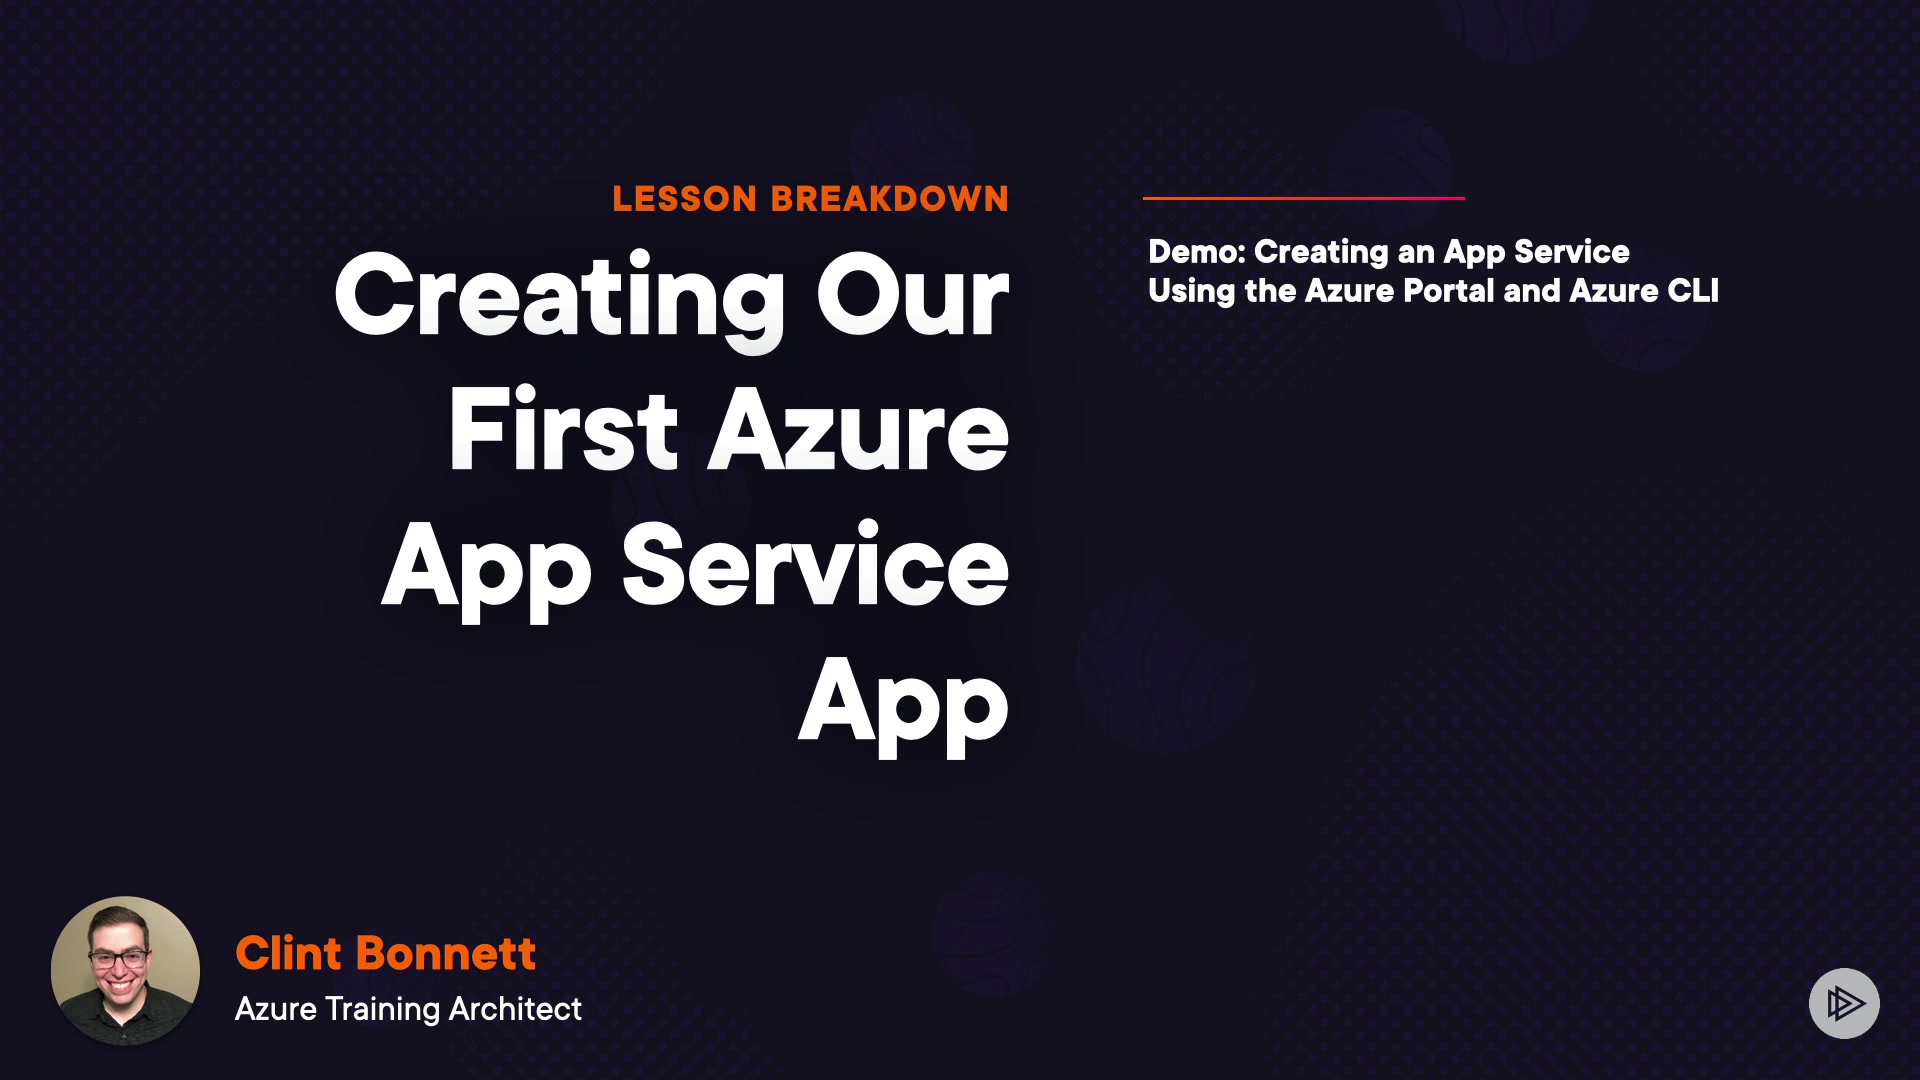 LESSON BREAKDOWN
Creating Our
First Azure
App Service
App
Demo: Creating an App Service
Using the Azure Portal and Azure CLI
Clint Bonnett
Azure Training Architect